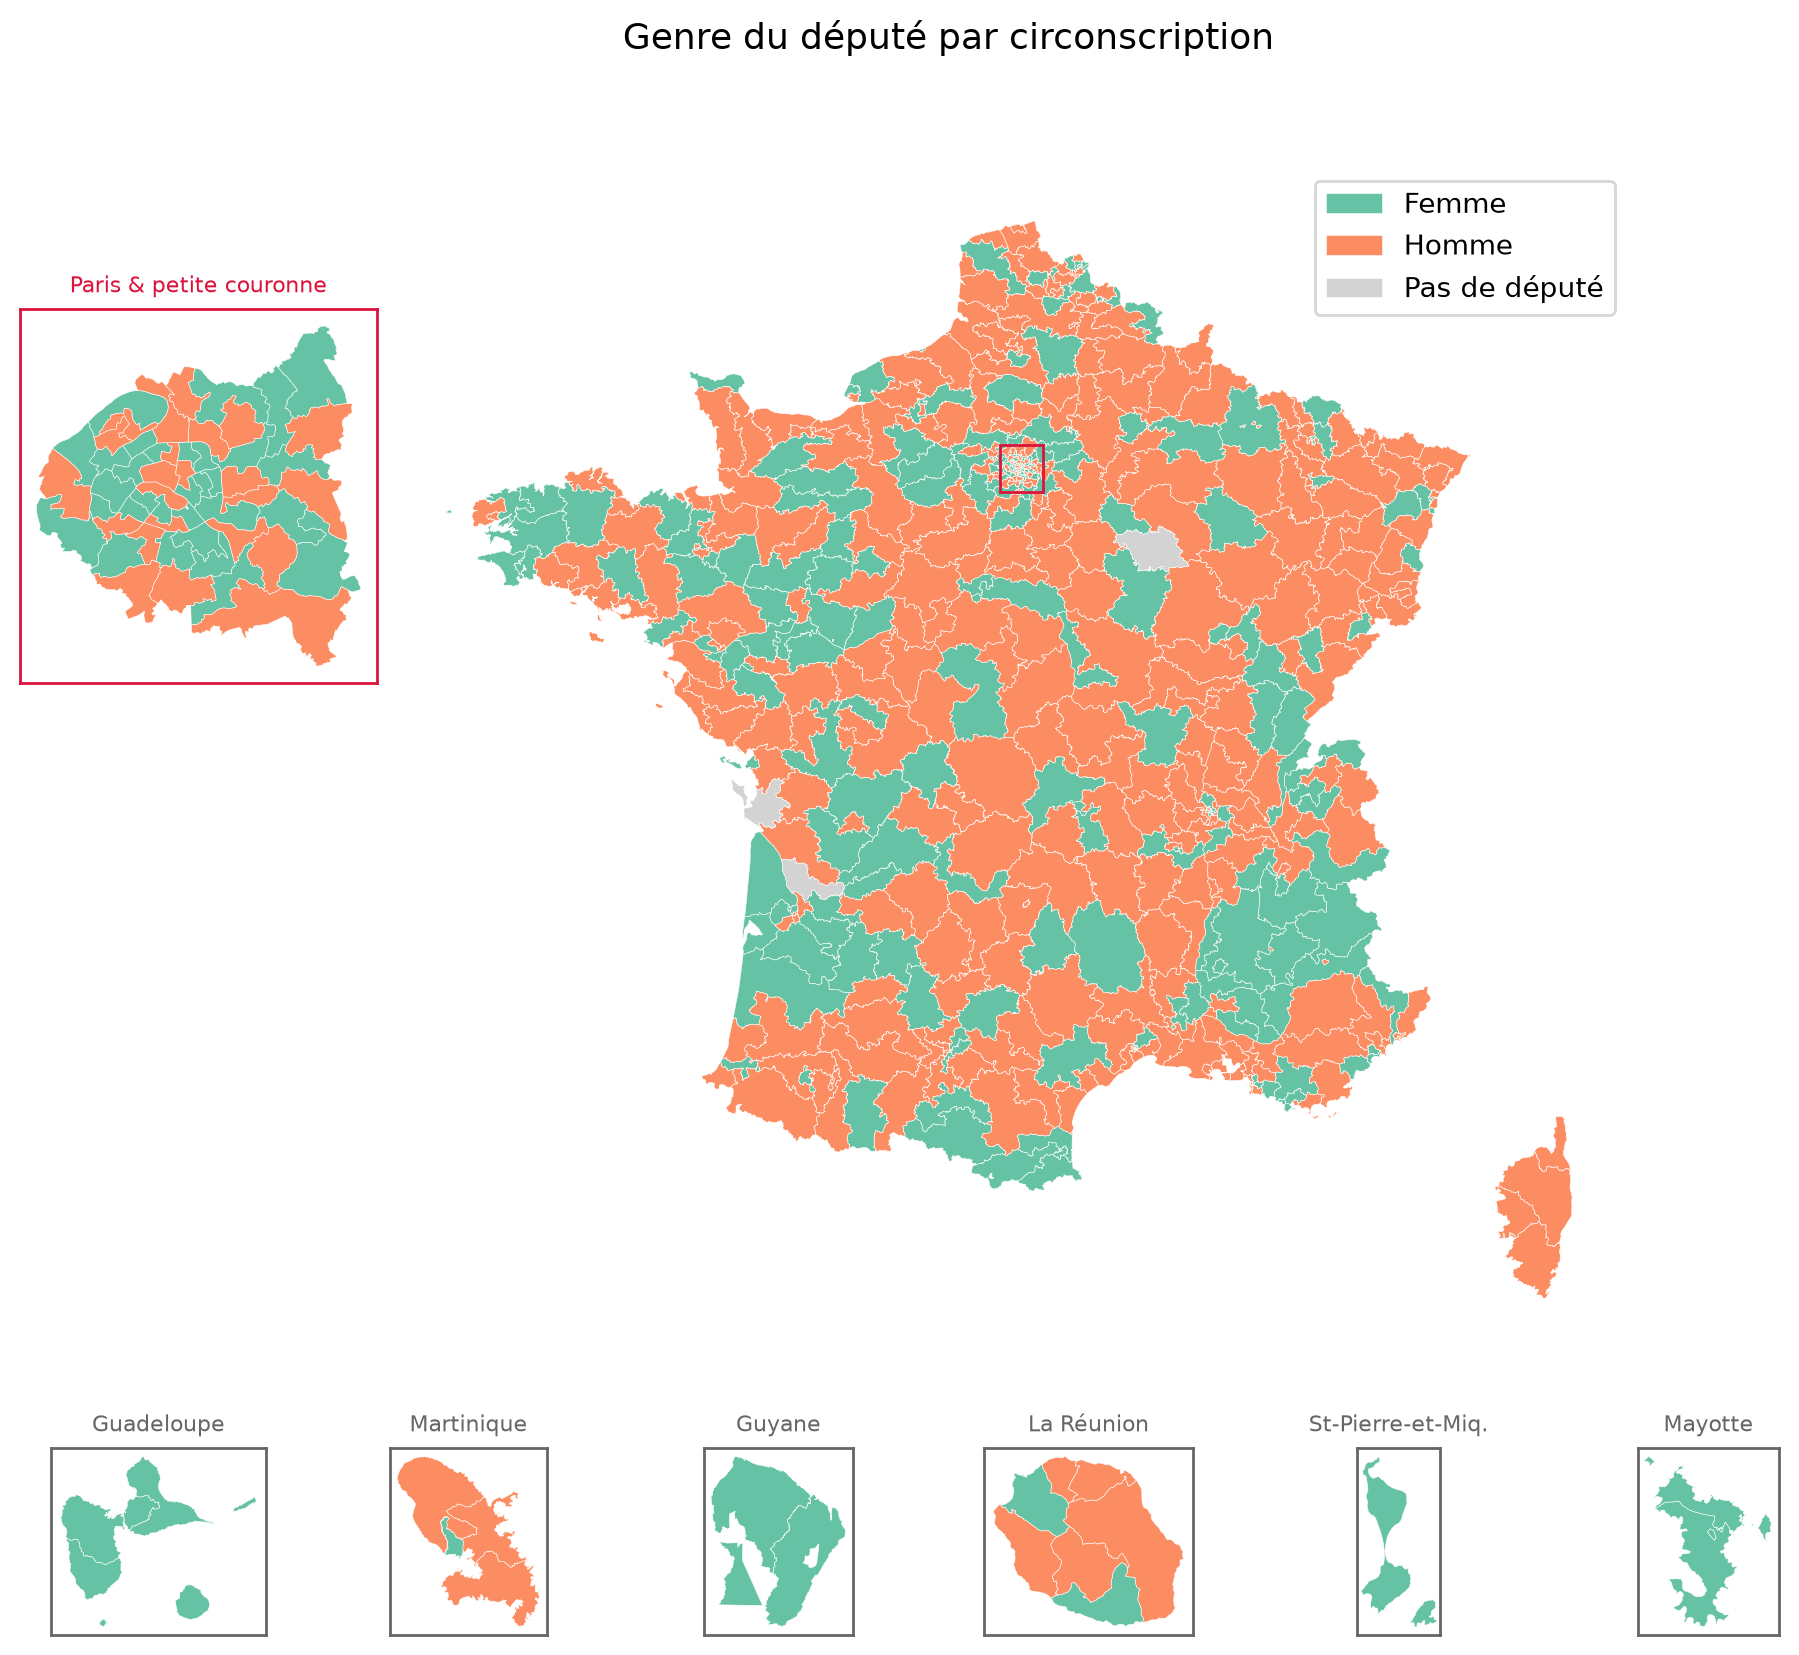 Genre du député par circonscription
Femme
Homme
Pas de député
Paris & petite couronne
Guadeloupe
Martinique
Guyane
La Réunion
St-Pierre-et-Miq.
Mayotte